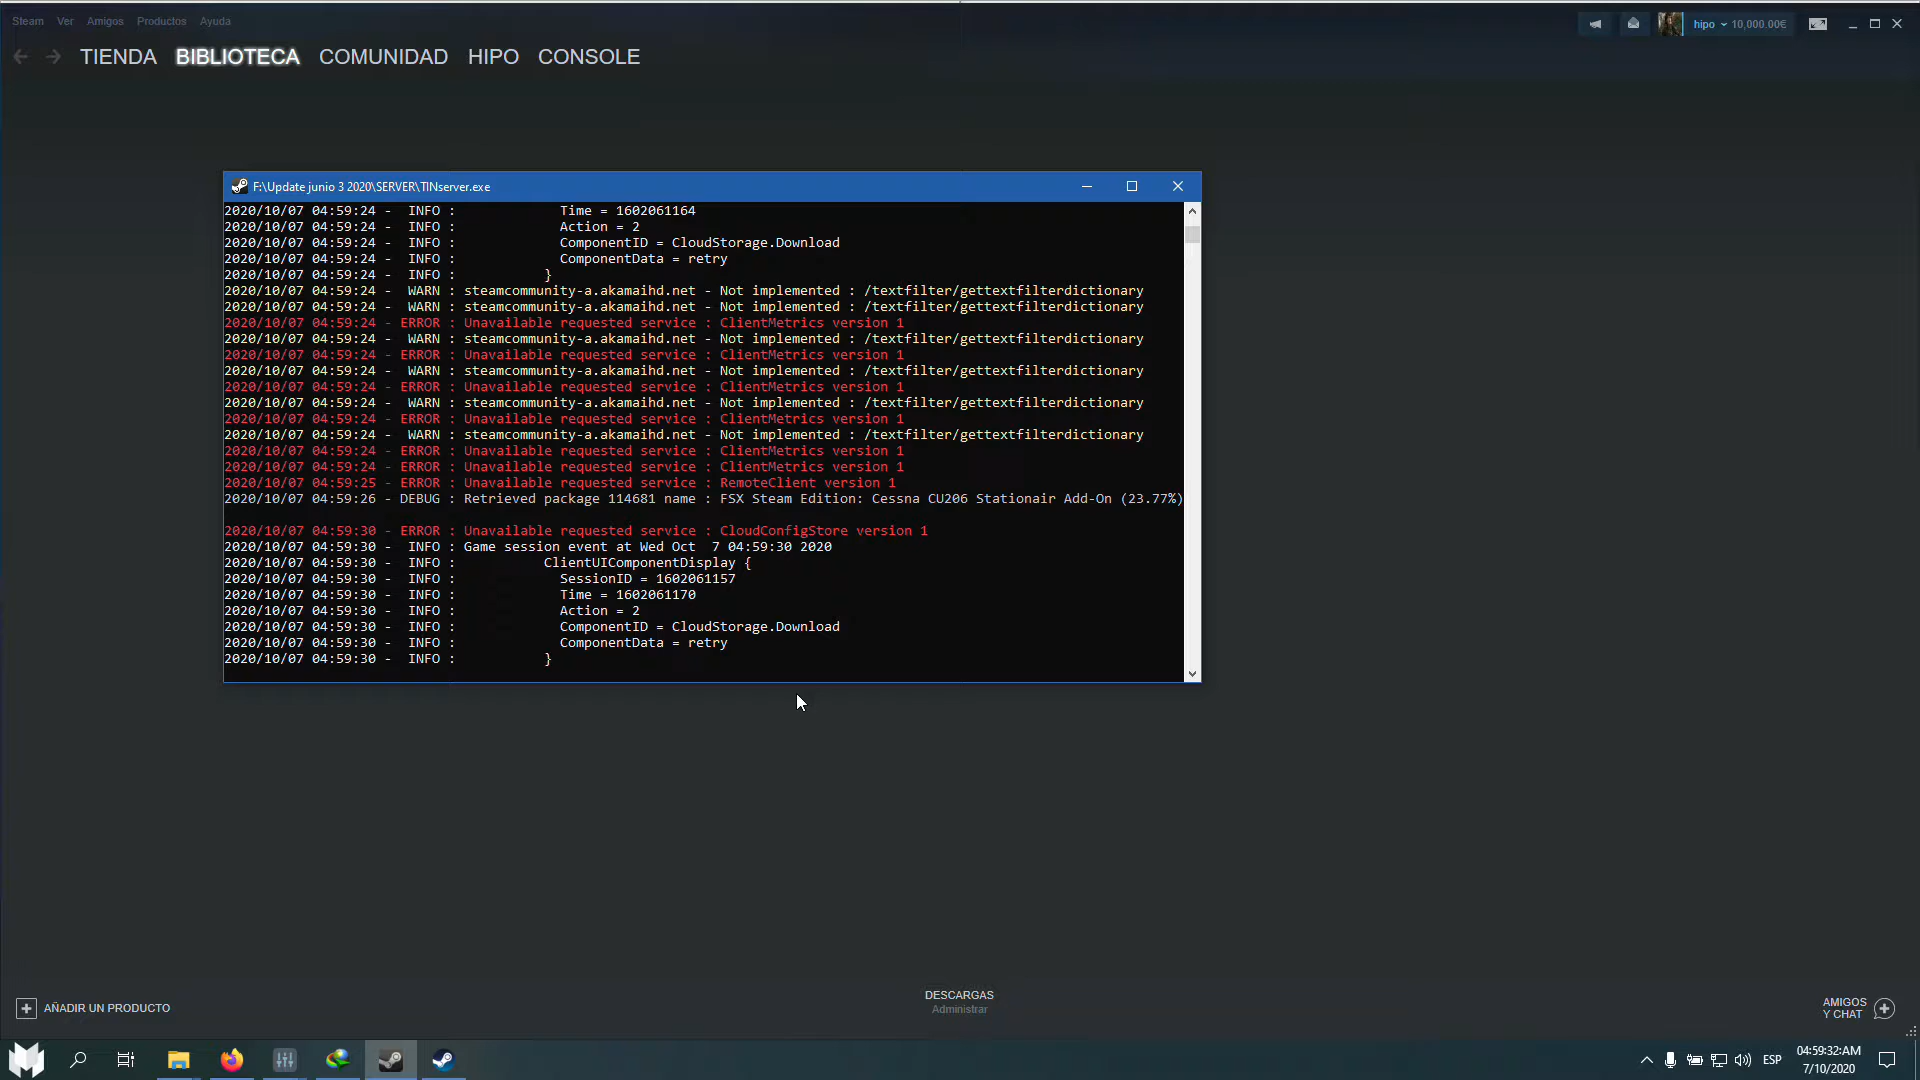 Steam Ver Amigos Productos Ayuda
hipo 10,000.00€
TIENDA BIBLIOTECA COMUNIDAD HIPO CONSOLE
F:\Update junio 3 2020\SERVER\TINserver.exe
2020/10/07 04:59:24 - INFO : Time = 1602061164
2020/10/07 04:59:24 - INFO : Action = 2
2020/10/07 04:59:24 - INFO : ComponentID = CloudStorage.Download
2020/10/07 04:59:24 - INFO : ComponentData = retry
2020/10/07 04:59:24 - INFO : }
2020/10/07 04:59:24 - WARN : steamcommunity-a.akamaihd.net - Not implemented : /textfilter/gettextfilterdictionary
2020/10/07 04:59:24 - WARN : steamcommunity-a.akamaihd.net - Not implemented : /textfilter/gettextfilterdictionary
2020/10/07 04:59:24 - ERROR : Unavailable requested service : ClientMetrics version 1
2020/10/07 04:59:24 - WARN : steamcommunity-a.akamaihd.net - Not implemented : /textfilter/gettextfilterdictionary
2020/10/07 04:59:24 - ERROR : Unavailable requested service : ClientMetrics version 1
2020/10/07 04:59:24 - WARN : steamcommunity-a.akamaihd.net - Not implemented : /textfilter/gettextfilterdictionary
2020/10/07 04:59:24 - ERROR : Unavailable requested service : ClientMetrics version 1
2020/10/07 04:59:24 - WARN : steamcommunity-a.akamaihd.net - Not implemented : /textfilter/gettextfilterdictionary
2020/10/07 04:59:24 - ERROR : Unavailable requested service : ClientMetrics version 1
2020/10/07 04:59:24 - WARN : steamcommunity-a.akamaihd.net - Not implemented : /textfilter/gettextfilterdictionary
2020/10/07 04:59:24 - ERROR : Unavailable requested service : ClientMetrics version 1
2020/10/07 04:59:24 - ERROR : Unavailable requested service : ClientMetrics version 1
2020/10/07 04:59:25 - ERROR : Unavailable requested service : RemoteClient version 1
2020/10/07 04:59:26 - DEBUG : Retrieved package 114681 name : FSX Steam Edition: Cessna CU206 Stationair Add-On (23.77%)
2020/10/07 04:59:30 - ERROR : Unavailable requested service : CloudConfigStore version 1
2020/10/07 04:59:30 - INFO : Game session event at Wed Oct 7 04:59:30 2020
2020/10/07 04:59:30 - INFO : ClientUIComponentDisplay {
2020/10/07 04:59:30 - INFO : SessionID = 1602061157
2020/10/07 04:59:30 - INFO : Time = 1602061170
2020/10/07 04:59:30 - INFO : Action = 2
2020/10/07 04:59:30 - INFO : ComponentID = CloudStorage.Download
2020/10/07 04:59:30 - INFO : ComponentData = retry
2020/10/07 04:59:30 - INFO : }
AÑADIR UN PRODUCTO
DESCARGAS
Administrar
AMIGOS
Y CHAT
ESP
04:59:32:AM
7/10/2020